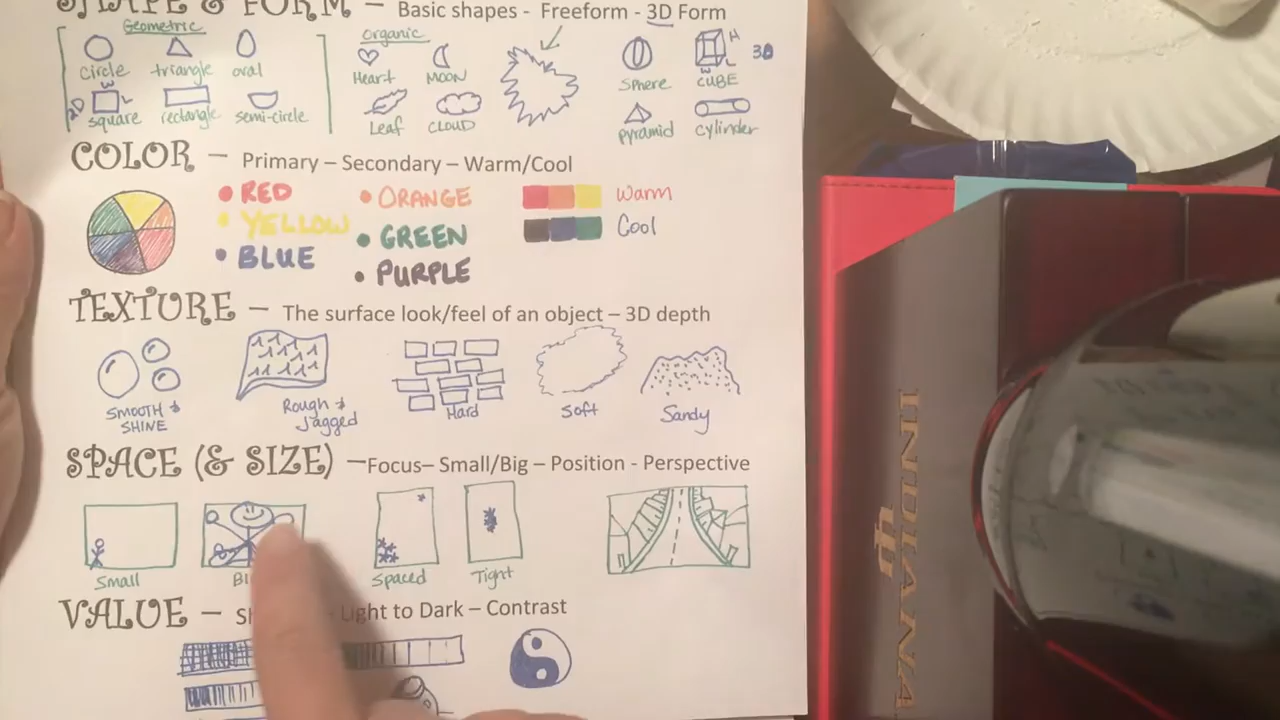 SHAPE & FORM – Basic shapes - Freeform - 3D Form
Geometric
Organic
Circle triangle oval
Heart MOON
Sphere CUBE
H
W
L
3D
2D
W
L
square rectangle semi-circle
Leaf CLOUD
pyramid cylinder
COLOR – Primary – Secondary – Warm/Cool
• RED • ORANGE Warm
• YELLOW • GREEN Cool
• BLUE • PURPLE
TEXTURE – The surface look/feel of an object – 3D depth
SMOOTH & SHINE
Rough & Jagged
Hard
Soft
Sandy
SPACE (& SIZE) – Focus– Small/Big – Position - Perspective
Small
Spaced Tight
VALUE – Light to Dark – Contrast
INDIANA